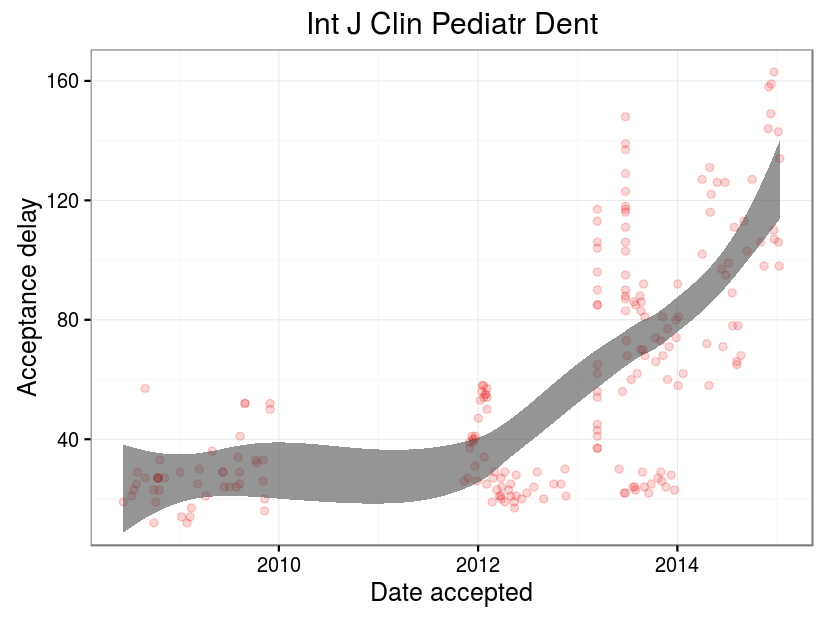 Int J Clin Pediatr Dent
Acceptance delay
160
120
80
40
2010 2012 2014
Date accepted